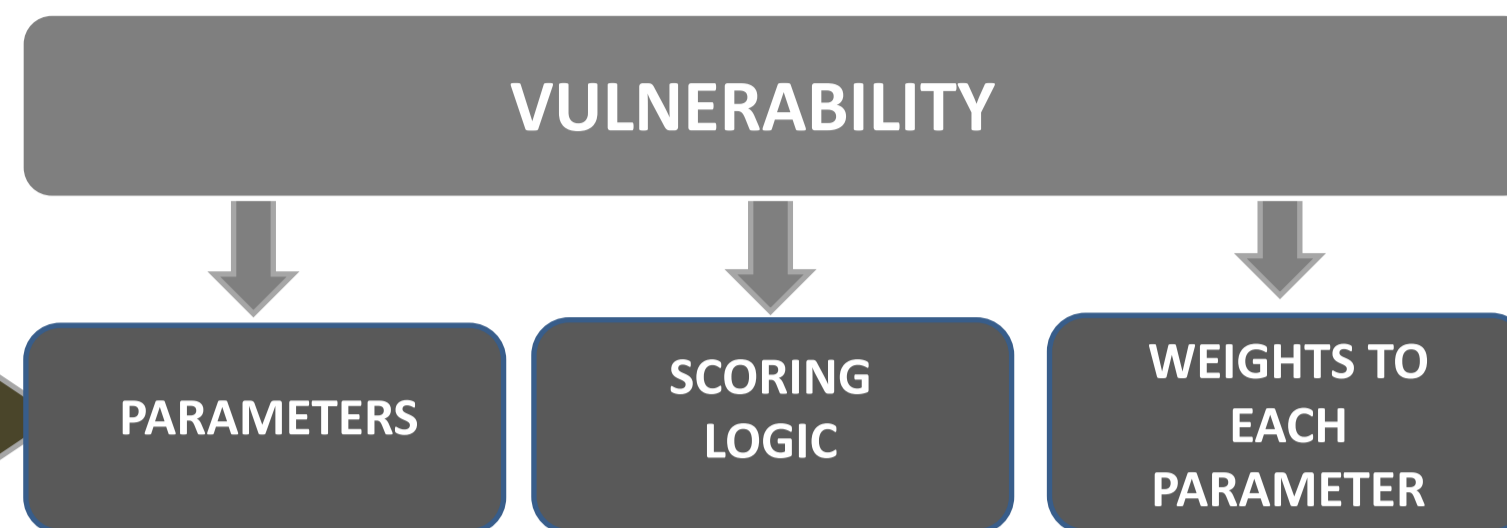 VULNERABILITY
PARAMETERS
SCORING
LOGIC
WEIGHTS TO
EACH
PARAMETER